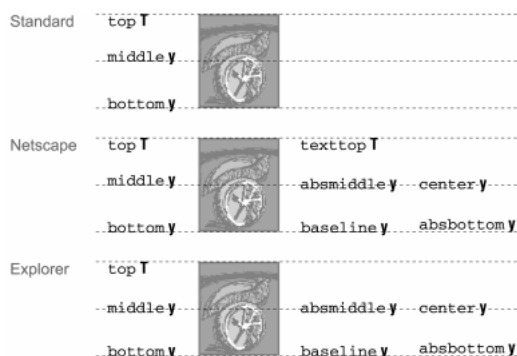 Standard top T
middle y
bottom y
Netscape top T texttop T
middle y absmiddle y center y
bottom y baseline y absbottom y
Explorer top T
middle y absmiddle y center y
bottom y baseline y absbottom y